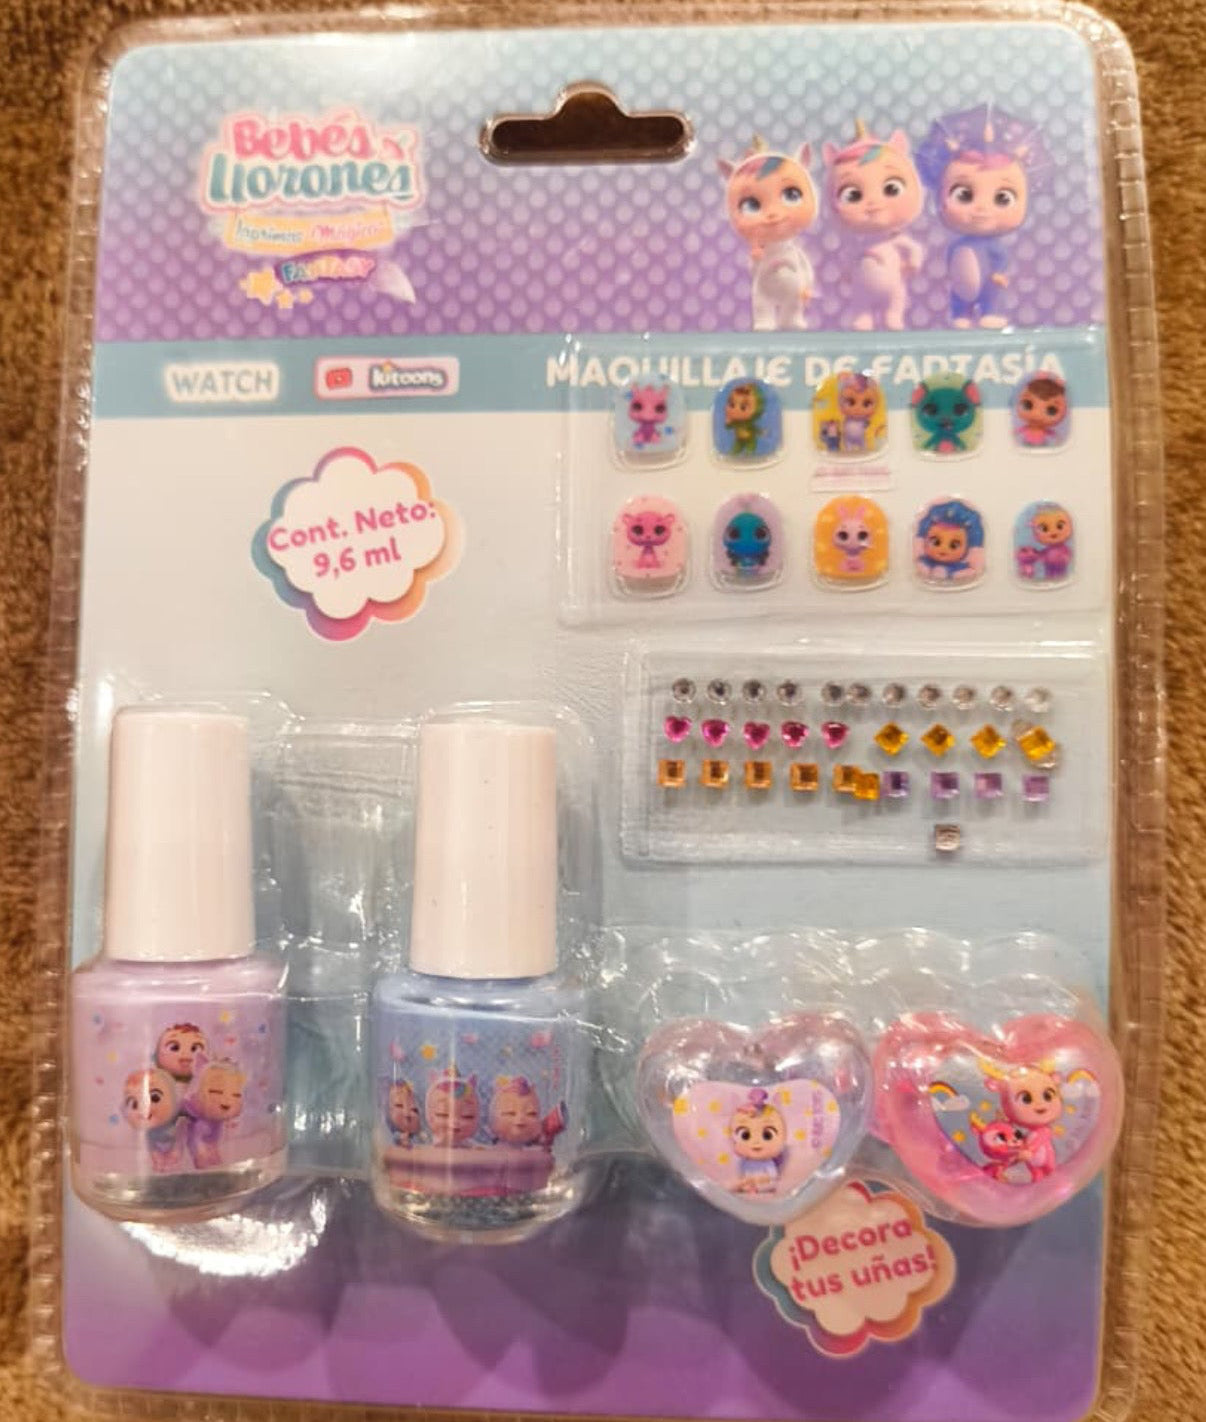 Bebés
llorones
lágrimas mágicas
FANTASY
WATCH
kitoons
MAQUILLAJE DE FANTASÍA
Cont. Neto:
9,6 ml
¡Decora
tus uñas!